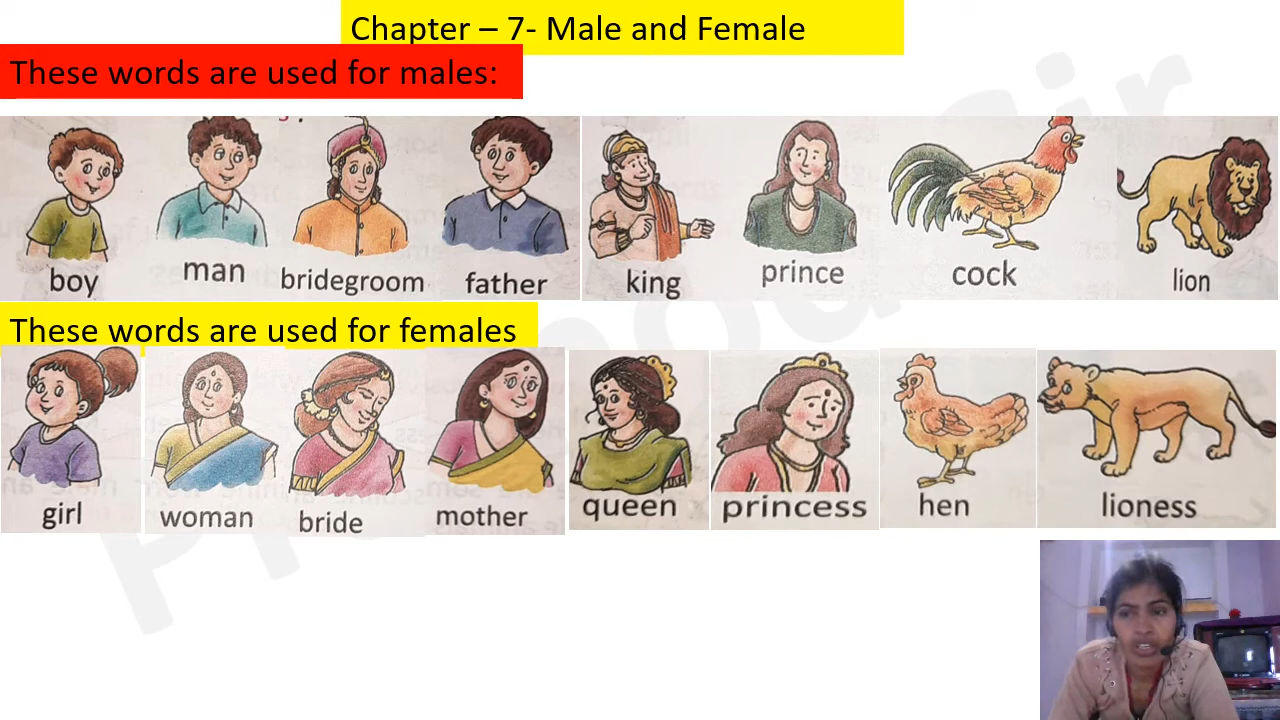 Chapter – 7- Male and Female
These words are used for males:
boy man bridegroom father king prince cock lion
These words are used for females
girl woman bride mother queen princess hen lioness